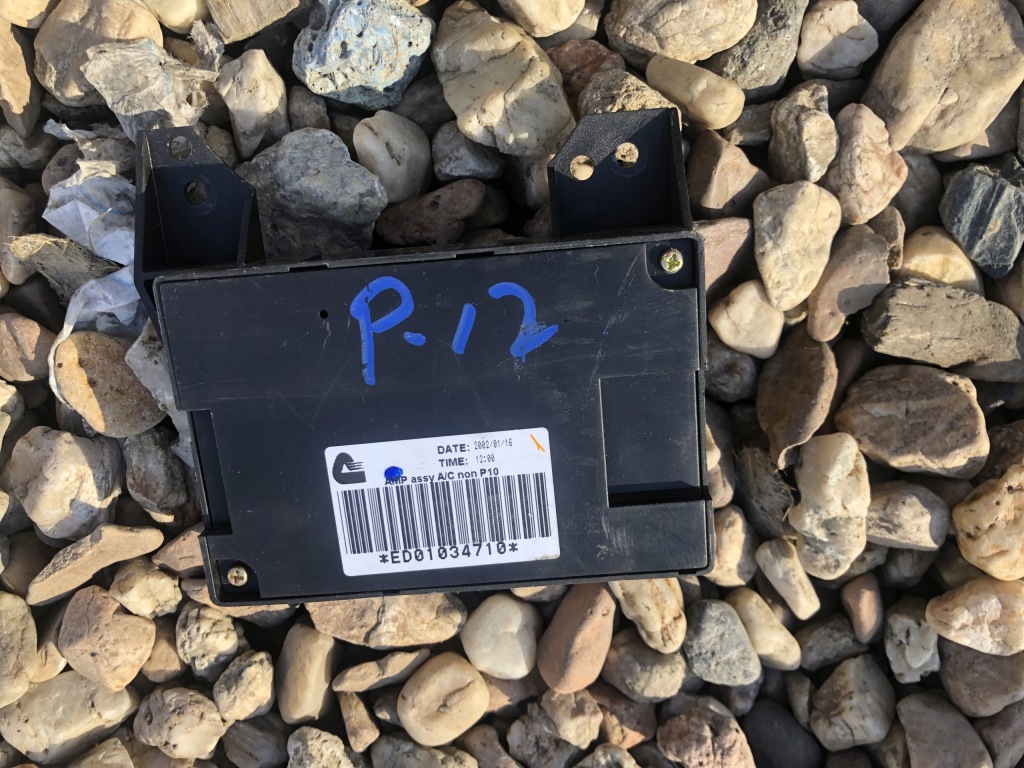 P-12
DATE: 2002/01/16
TIME: 12:00
AMP assy A/C non P10
*ED01034710*